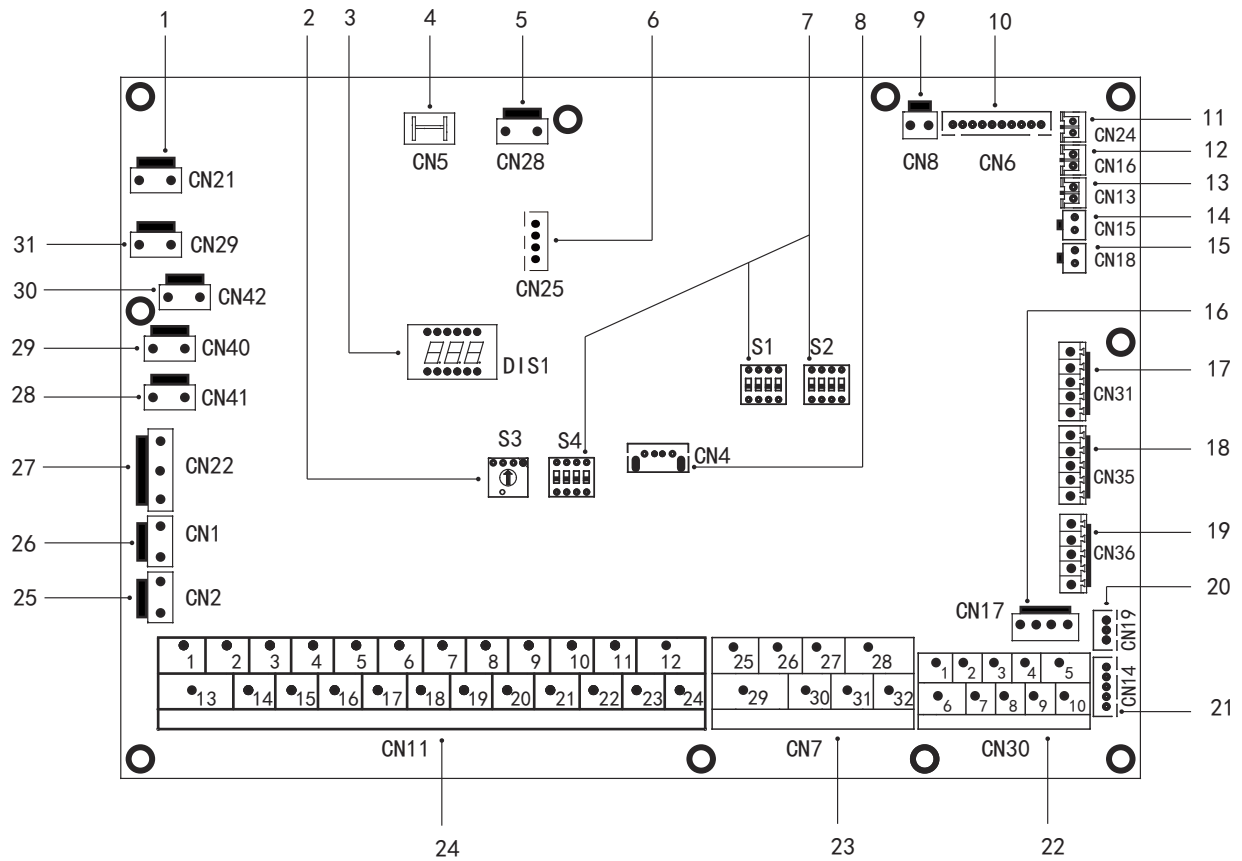 1 2 3 4 5 6 7 8 9 10
CN5
CN28
CN8
CN6
CN24
11
CN16
12
CN13
13
CN15
14
CN18
15
CN21
31
CN29
30
CN42
CN25
29
CN40
3
DIS1
S1 S2
16
CN31
17
28
CN41
27
CN22
2
S3 S4
CN4
CN35
18
26
CN1
CN36
19
25
CN2
CN17
CN19
20
1 2 3 4 5 6 7 8 9 10 11 12
25 26 27 28
1 2 3 4 5
13 14 15 16 17 18 19 20 21 22 23 24
29 30 31 32
6 7 8 9 10
CN14
21
CN11
CN7
CN30
24
23
22